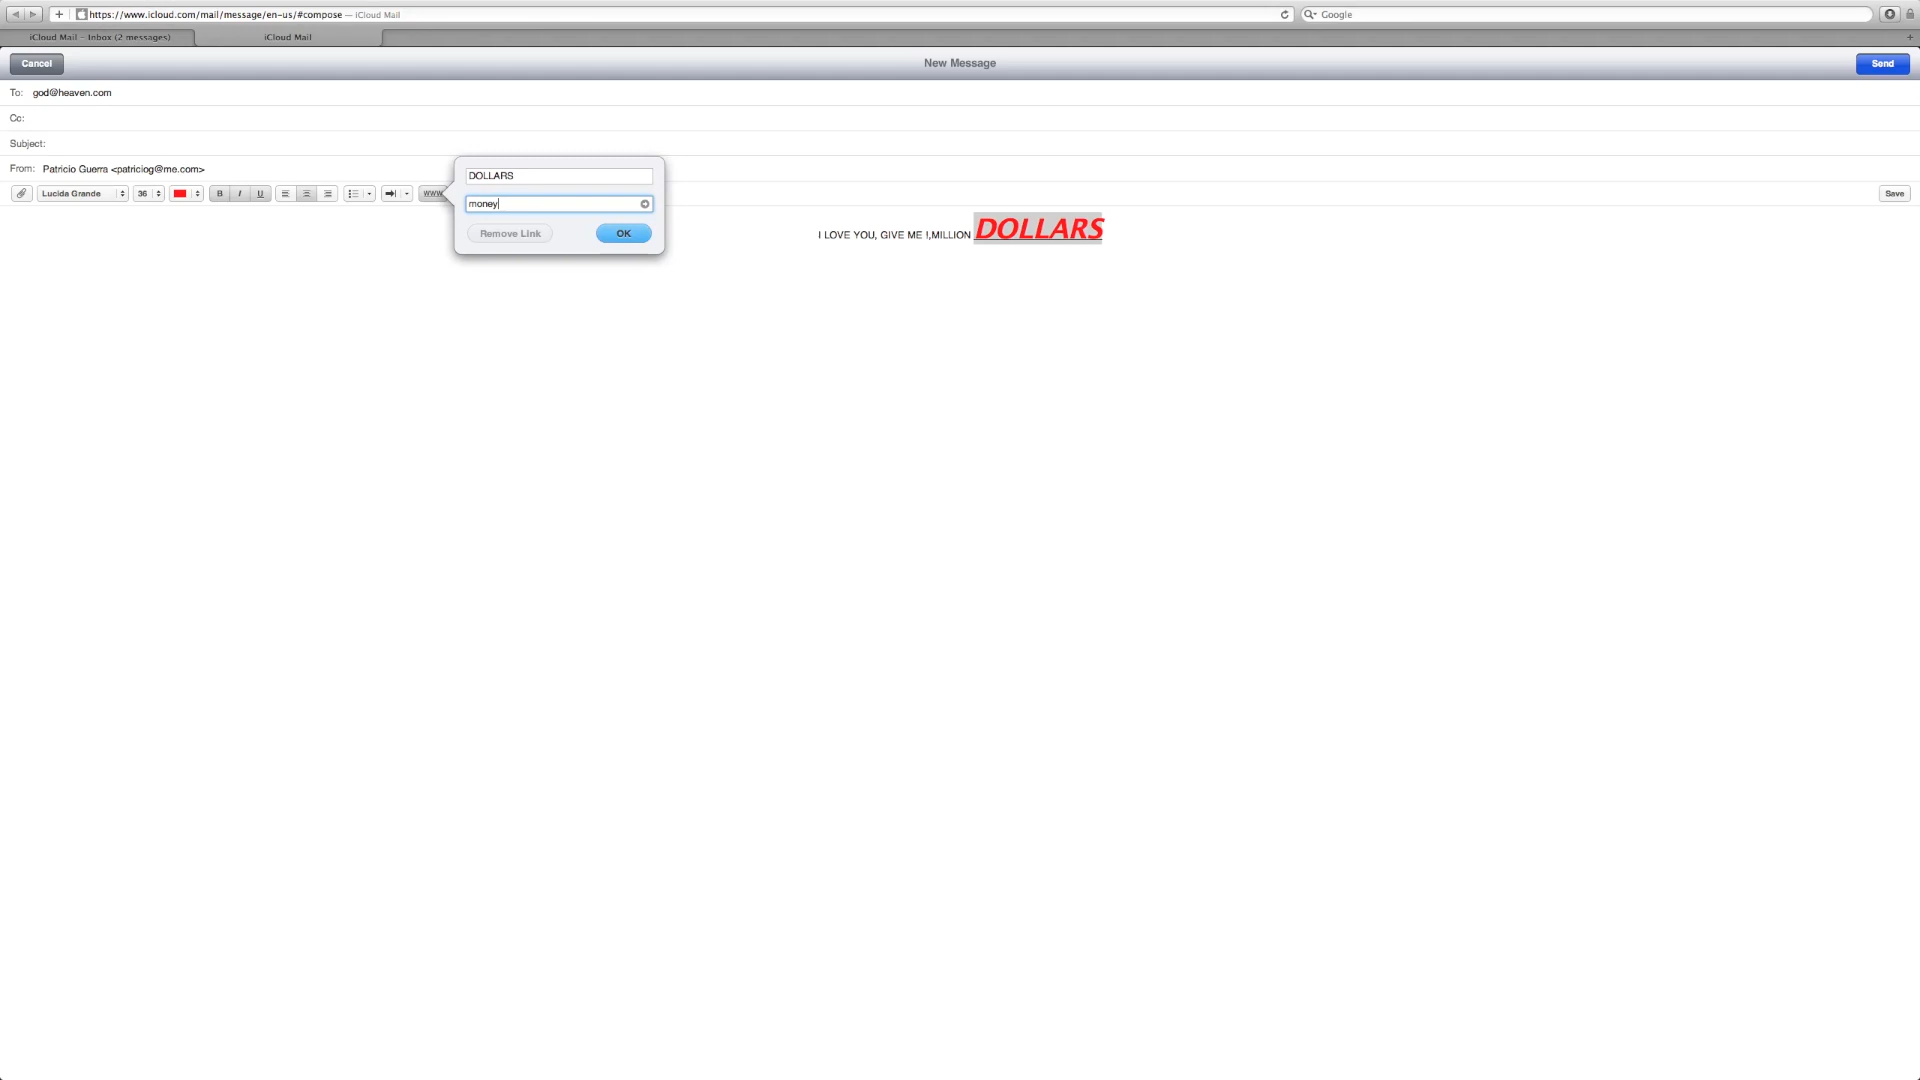 https://www.icloud.com/mail/message/en-us/#compose — iCloud Mail
Google
iCloud Mail – Inbox (2 messages)
iCloud Mail
Cancel
New Message
Send
To: god@heaven.com
Cc:
Subject:
From: Patricio Guerra <patriciog@me.com>
DOLLARS
Lucida Grande
36
B
I
U
www
Save
money
Remove Link
OK
I LOVE YOU, GIVE ME !,MILLION DOLLARS